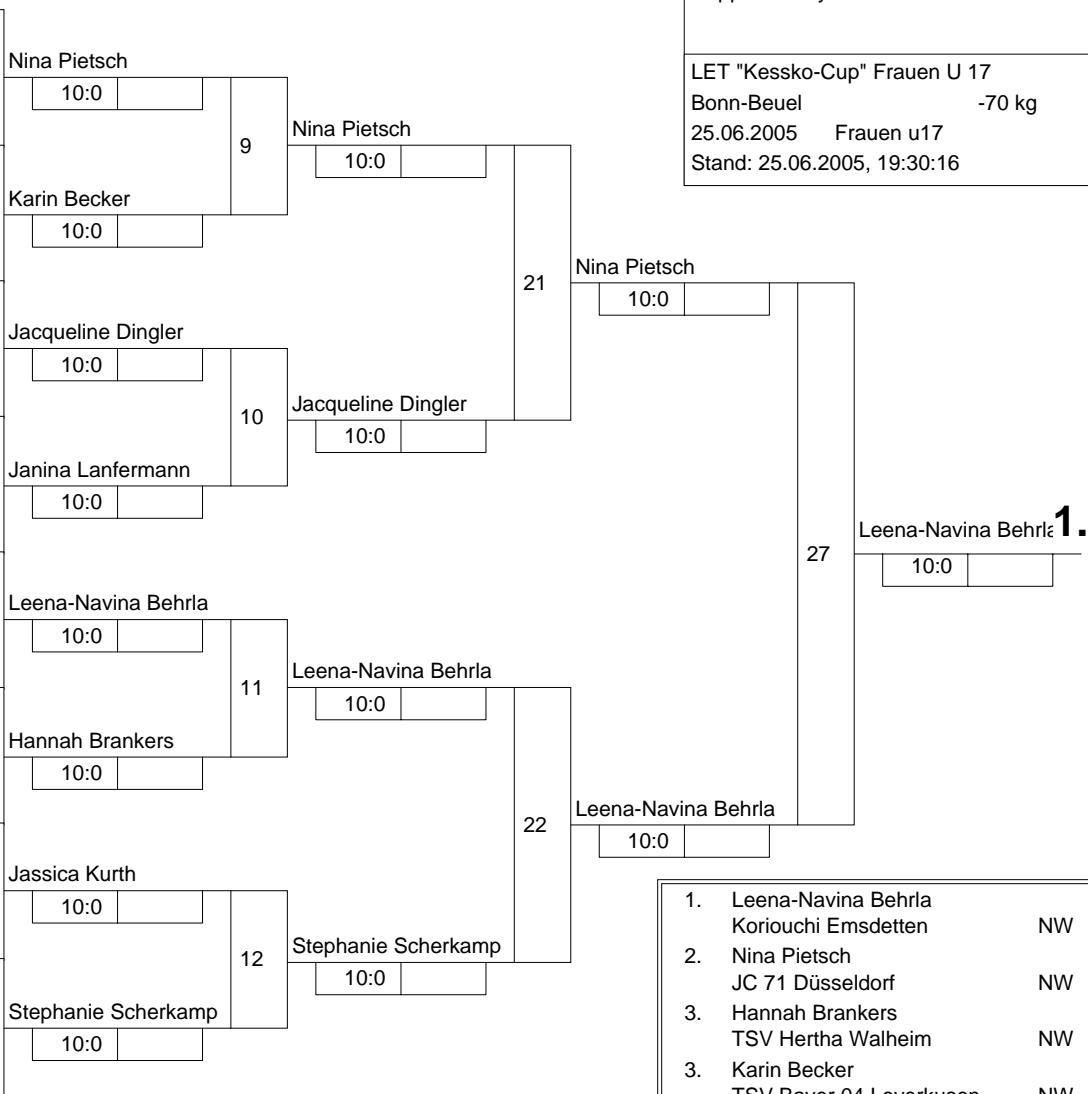 Nina Pietsch
10:0
9
Karin Becker
10:0
Jacqueline Dingler
10:0
10
Janina Lanfermann
10:0
Leena-Navina Behrla
10:0
11
Hannah Brankers
10:0
Jassica Kurth
10:0
12
Stephanie Scherkamp
10:0
Nina Pietsch
10:0
21
Jacqueline Dingler
10:0
Leena-Navina Behrla
10:0
22
Stephanie Scherkamp
10:0
Nina Pietsch
10:0
27
Leena-Navina Behrla
10:0
Leena-Navina Behrla 1.
10:0
LET "Kessko-Cup" Frauen U 17
Bonn-Beuel -70 kg
25.06.2005 Frauen u17
Stand: 25.06.2005, 19:30:16
1. Leena-Navina Behrla
Koriouchi Emsdetten NW
2. Nina Pietsch
JC 71 Düsseldorf NW
3. Hannah Brankers
TSV Hertha Walheim NW
3. Karin Becker
TSV Bayer 04 Leverkusen NW